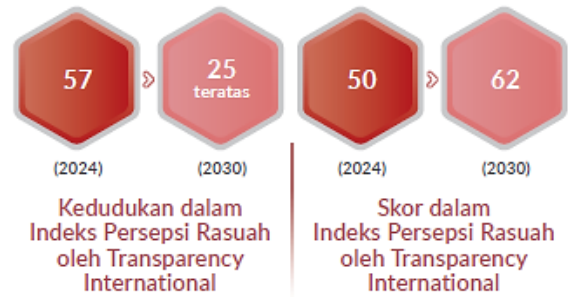 57
25
teratas
50
62
(2024)
(2030)
(2024)
(2030)
Kedudukan dalam
Indeks Persepsi Rasuah
oleh Transparency
International
Skor dalam
Indeks Persepsi Rasuah
oleh Transparency
International